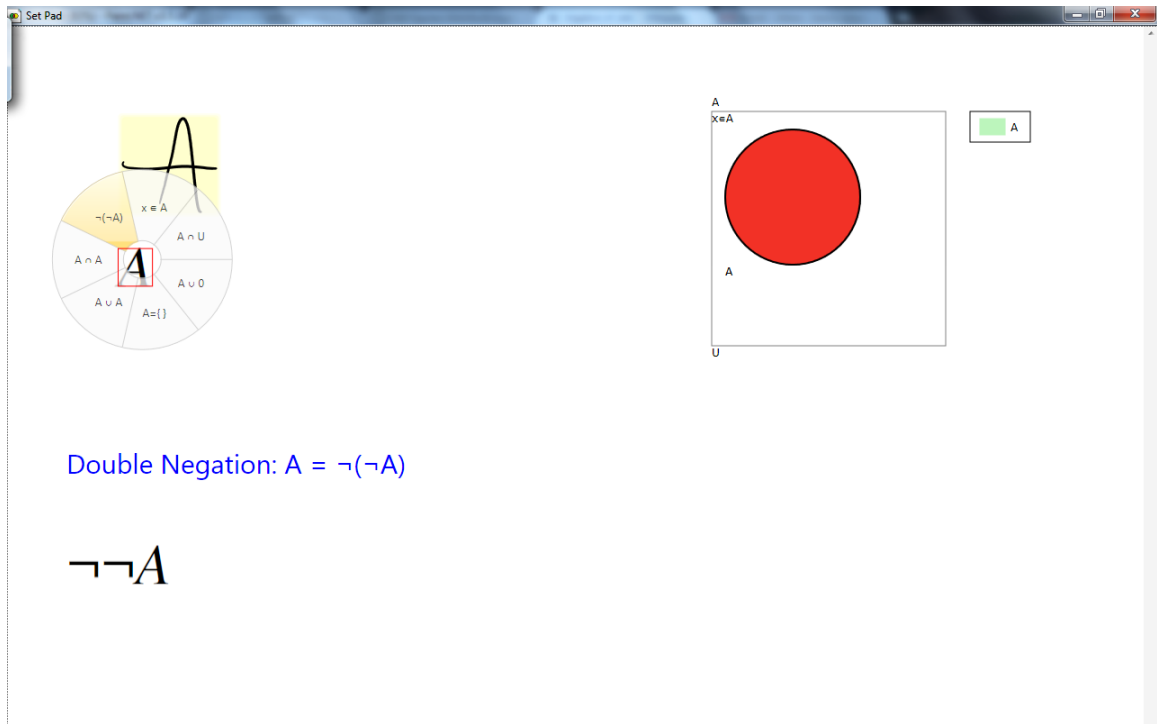 Set Pad
A
¬(¬A)
x ∈ A
A ∩ U
A ∩ A
A
A ∪ 0
A ∪ A
A={ }
A
x∈A
A
U
A
Double Negation: A = ¬(¬A)
¬¬A